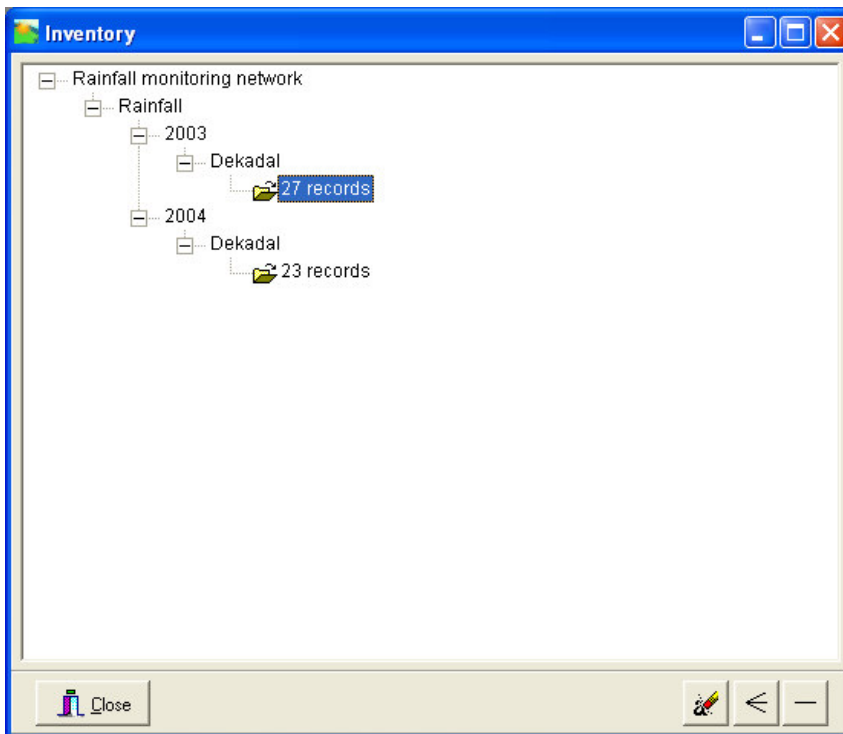 Inventory
Rainfall monitoring network
Rainfall
2003
Dekadal
27 records
2004
Dekadal
23 records
Close